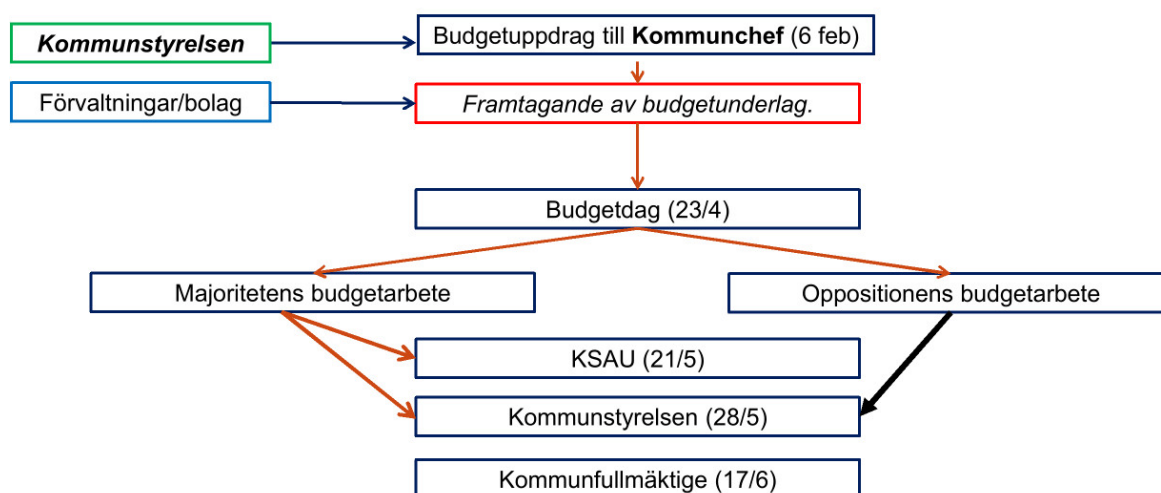 Kommunstyrelsen
Budgetuppdrag till Kommunchef (6 feb)
Förvaltningar/bolag
Framtagande av budgetunderlag.
Budgetdag (23/4)
Majoritetens budgetarbete
Oppositionens budgetarbete
KSAU (21/5)
Kommunstyrelsen (28/5)
Kommunfullmäktige (17/6)